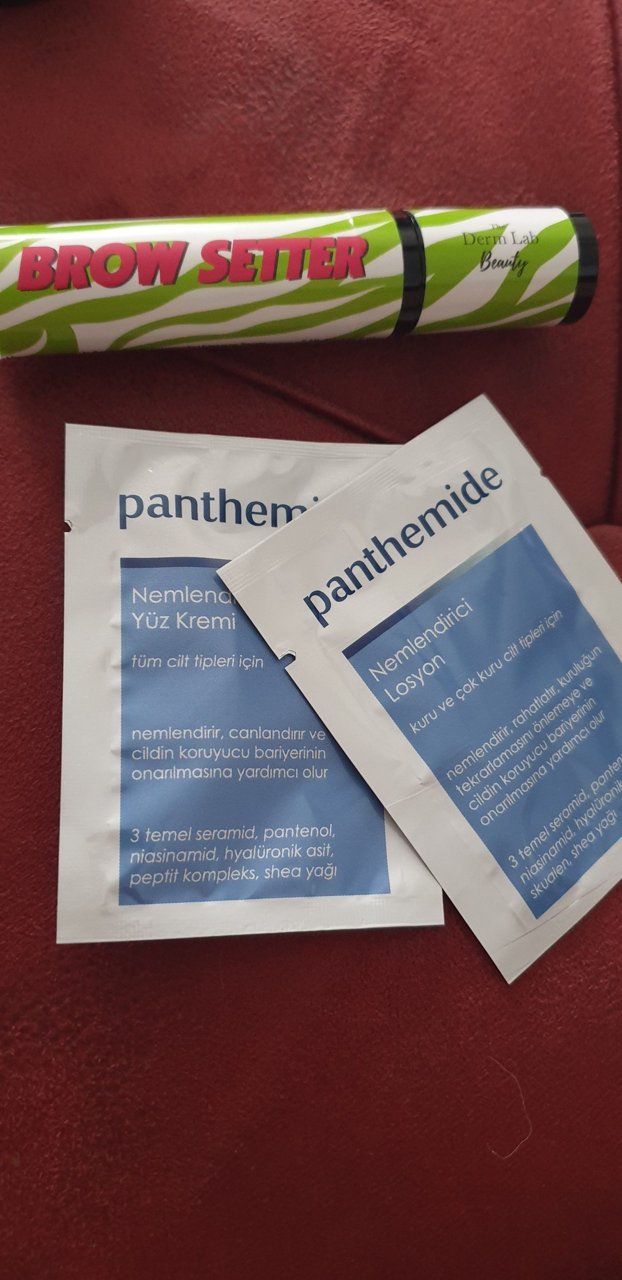 BROW SETTER
The
Derm Lab
Beauty
panthemi
Nemlendi
Yüz Kremi
tüm cilt tipleri için
nemlendirir, canlandırır ve
cildin koruyucu bariyerinin
onarılmasına yardımcı olur
3 temel seramid, pantenol,
niasinamid, hyalüronik asit,
peptit kompleks, shea yağı
panthemide
Nemlendirici
Losyon
kuru ve çok kuru cilt tipleri için
nemlendirir, rahatlatır, kuruluğun
tekrarlamasını önlemeye ve
cildin koruyucu bariyerinin
onarılmasına yardımcı olur
3 temel seramid, panten
niasinamid, hyalüronik
skualen, shea yağı